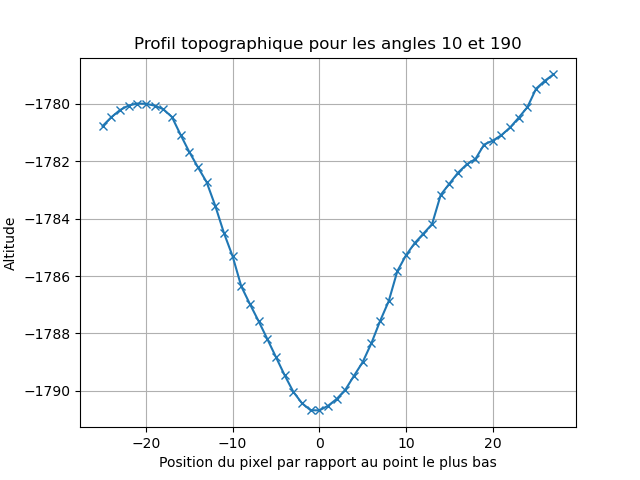 Profil topographique pour les angles 10 et 190
−1780
−1782
−1784
−1786
−1788
−1790
Altitude
−20 −10 0 10 20
Position du pixel par rapport au point le plus bas